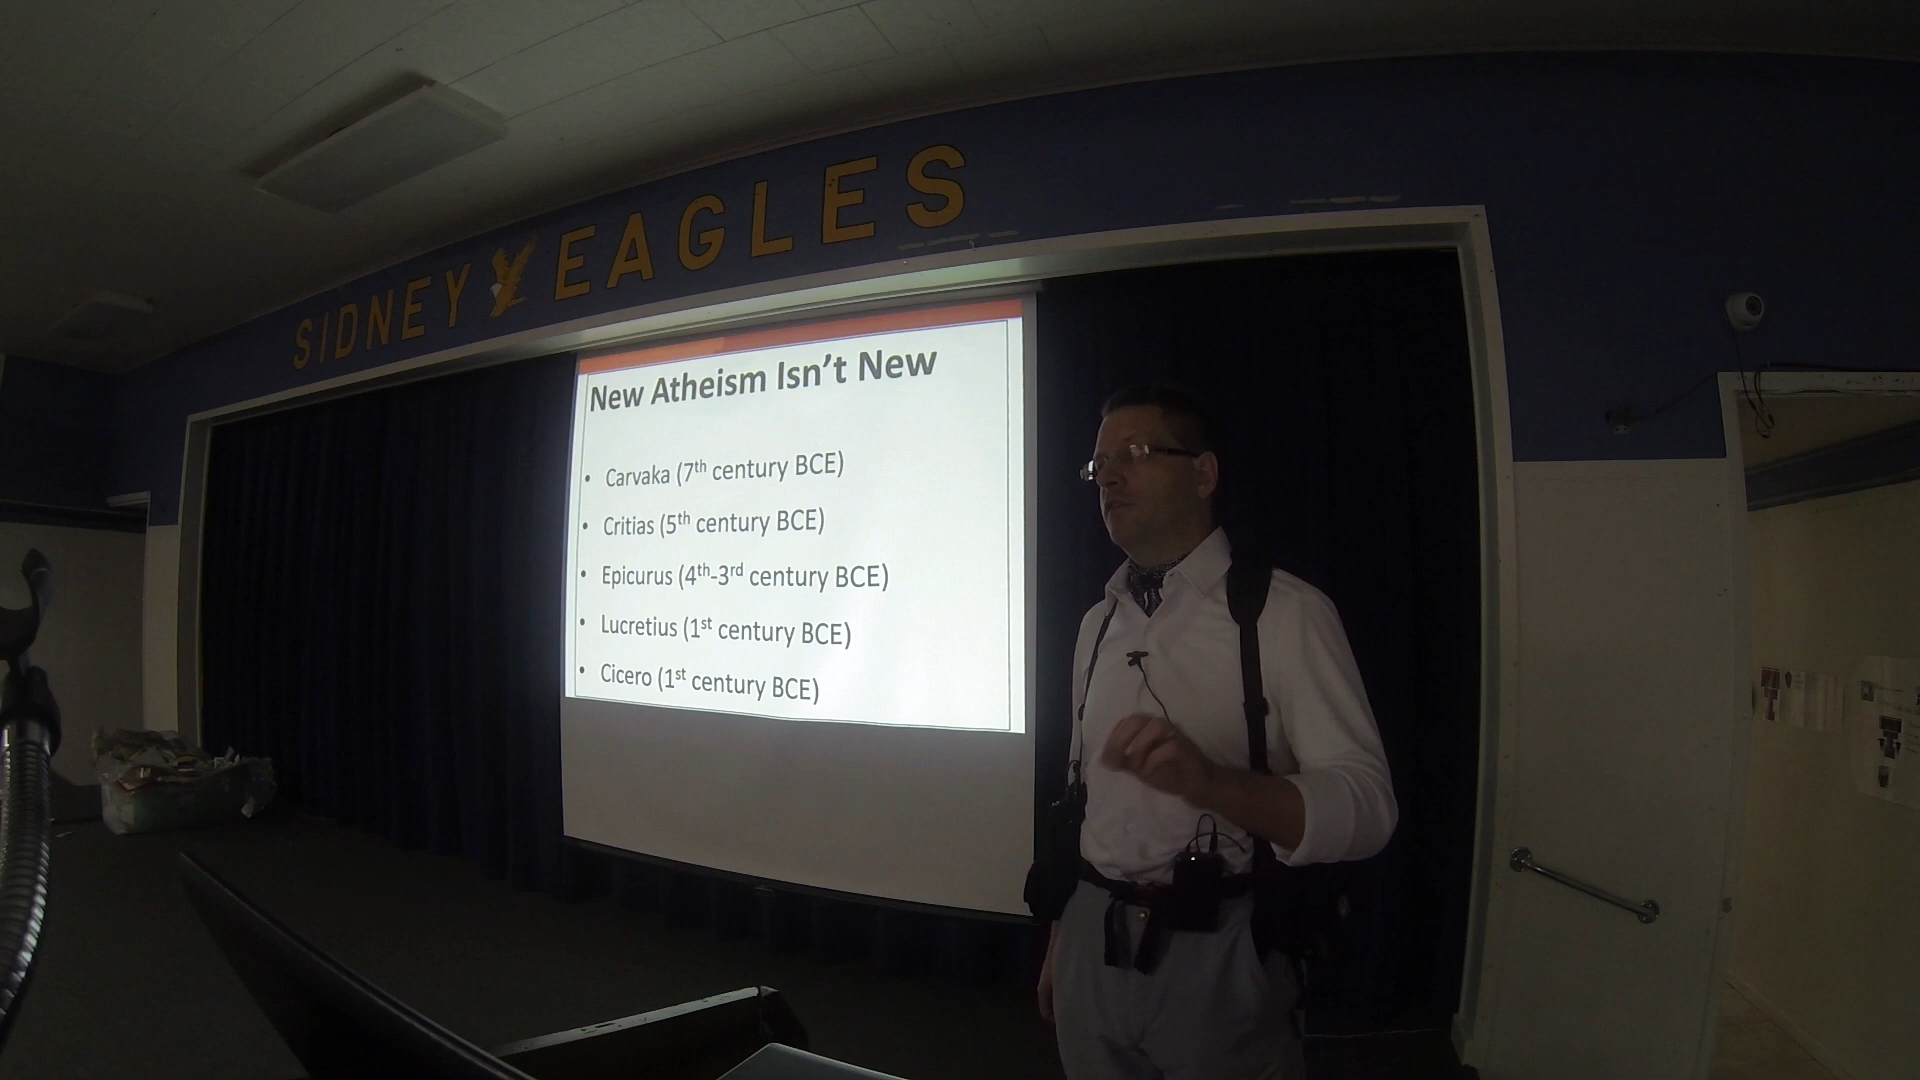 SIDNEY EAGLES
New Atheism Isn't New
• Carvaka (7th century BCE)
• Critias (5th century BCE)
• Epicurus (4th-3rd century BCE)
• Lucretius (1st century BCE)
• Cicero (1st century BCE)